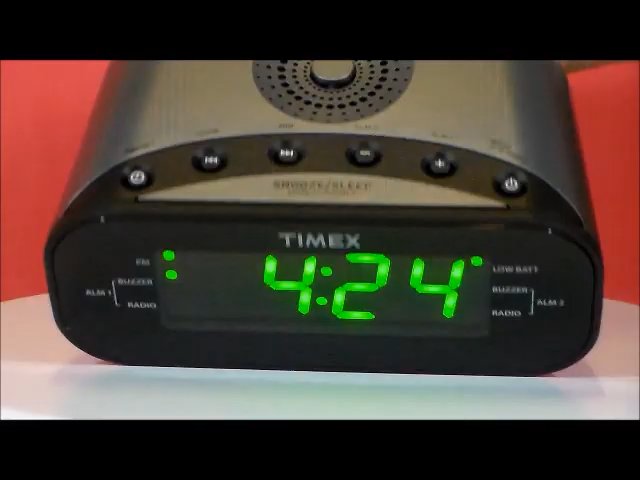 SNOOZE/SLEEP
TIMEX
4:24
FM
BUZZER
ALM 1
RADIO
LOW BATT
BUZZER
ALM 2
RADIO